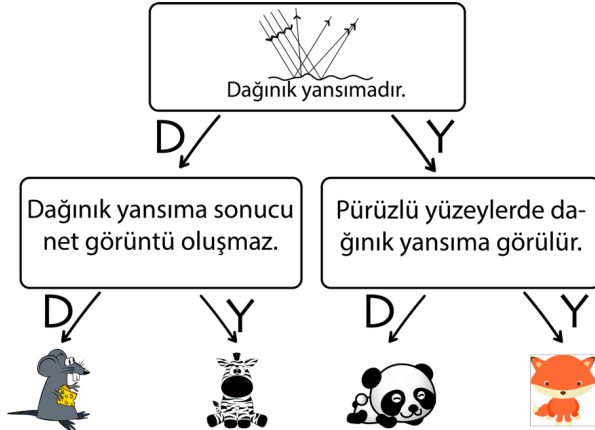 Dağınık yansımadır.
D Y
Dağınık yansıma sonucu
net görüntü oluşmaz.
Pürüzlü yüzeylerde da-
ğınık yansıma görülür.
D Y D Y